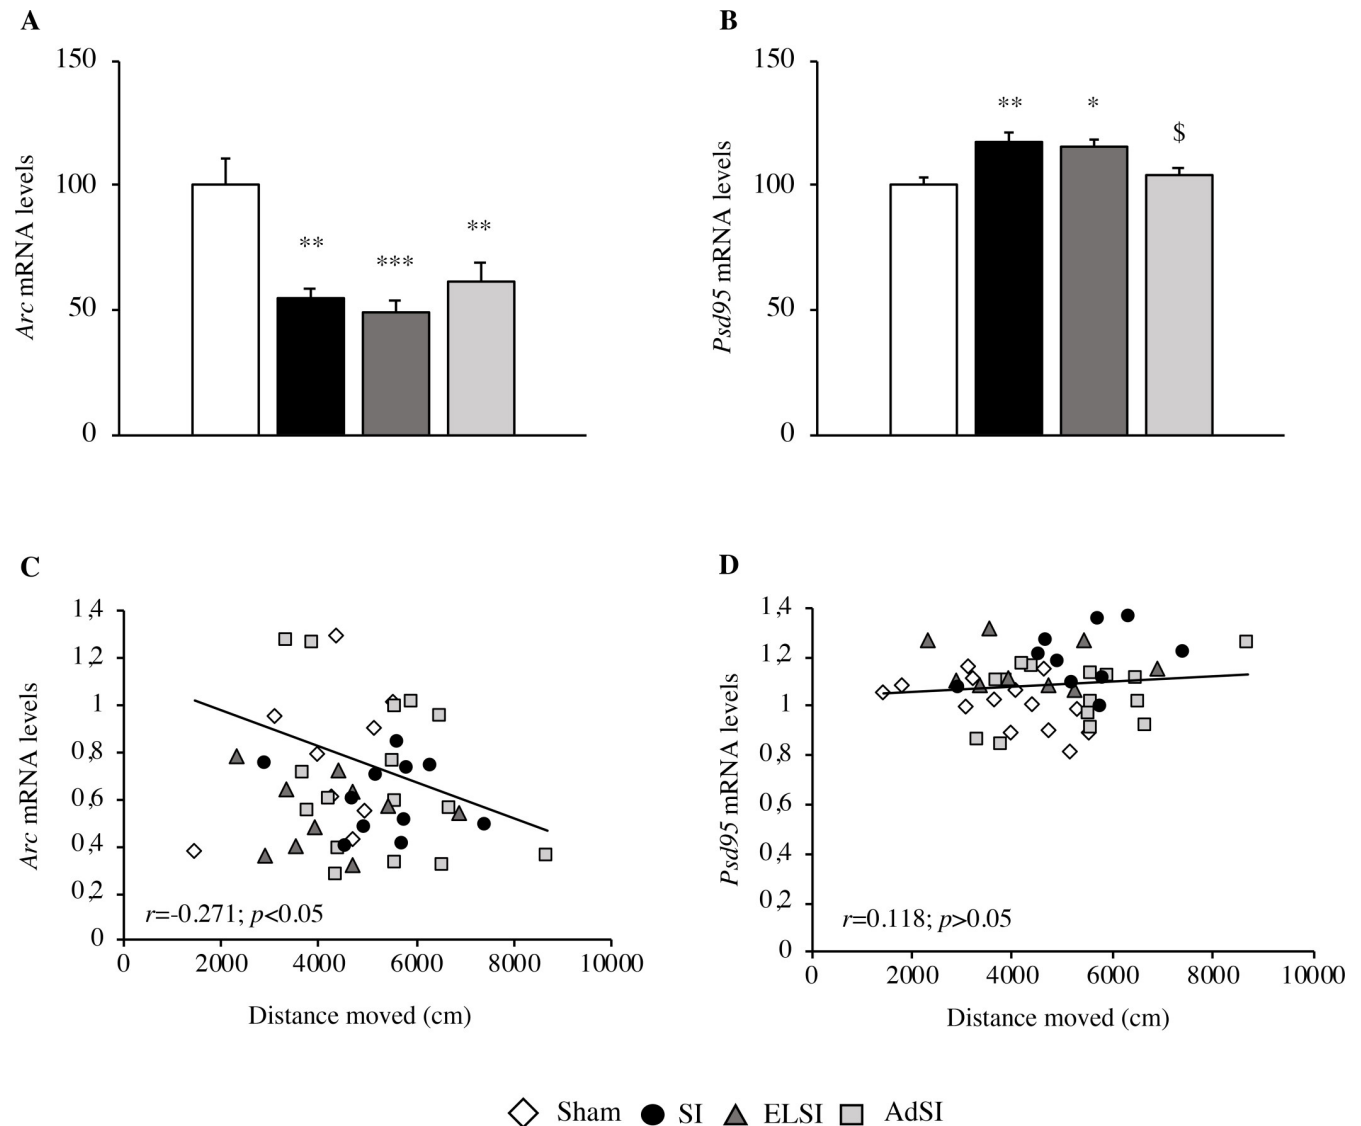 A
150
100
50
0
Arc mRNA levels
**
***
**
B
150
100
50
0
Psd95 mRNA levels
**
*
$
C
1,4
1,2
1
0,8
0,6
0,4
0,2
0
Arc mRNA levels
r=-0.271; p<0.05
0 2000 4000 6000 8000 10000
Distance moved (cm)
D
1,4
1,2
1
0,8
0,6
0,4
0,2
0
Psd95 mRNA levels
r=0.118; p>0.05
0 2000 4000 6000 8000 10000
Distance moved (cm)
Sham SI ELSI AdSI